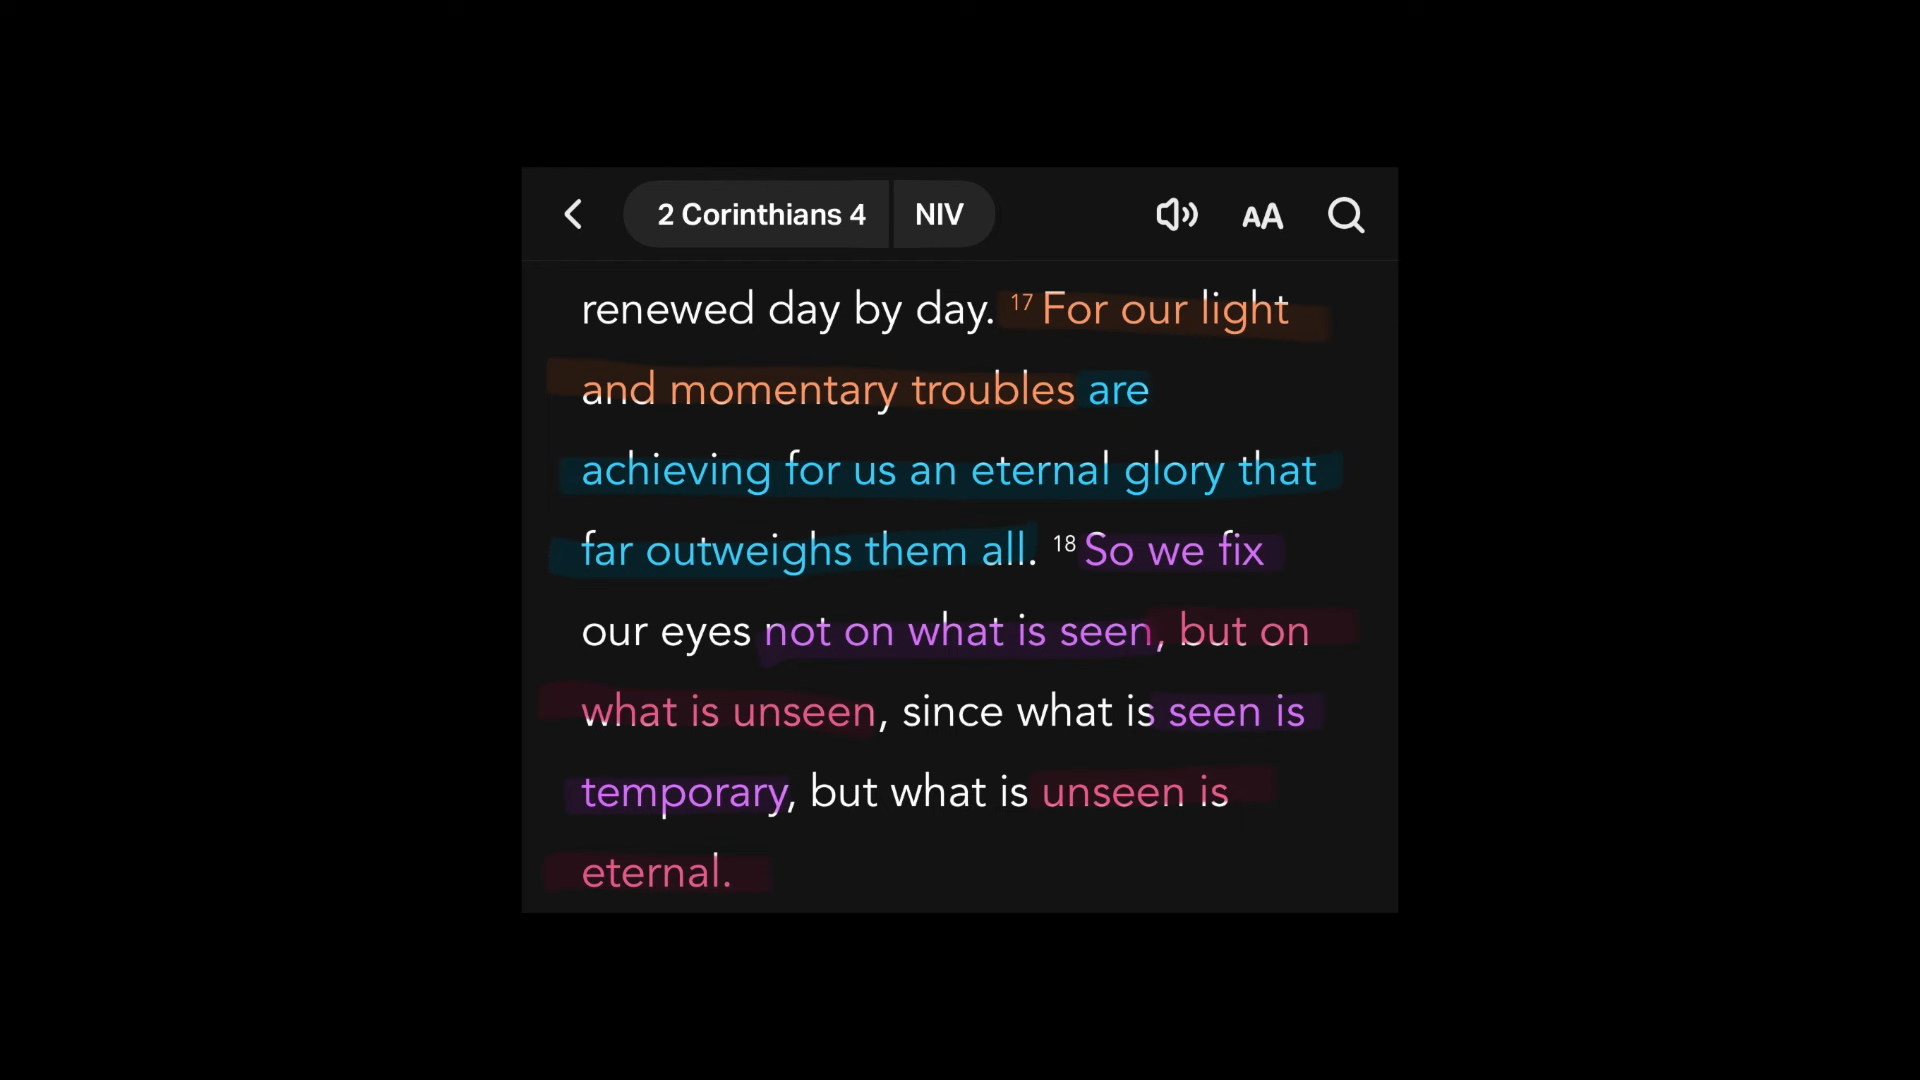 2 Corinthians 4 NIV AA
renewed day by day. 17 For our light
and momentary troubles are
achieving for us an eternal glory that
far outweighs them all. 18 So we fix
our eyes not on what is seen, but on
what is unseen, since what is seen is
temporary, but what is unseen is
eternal.